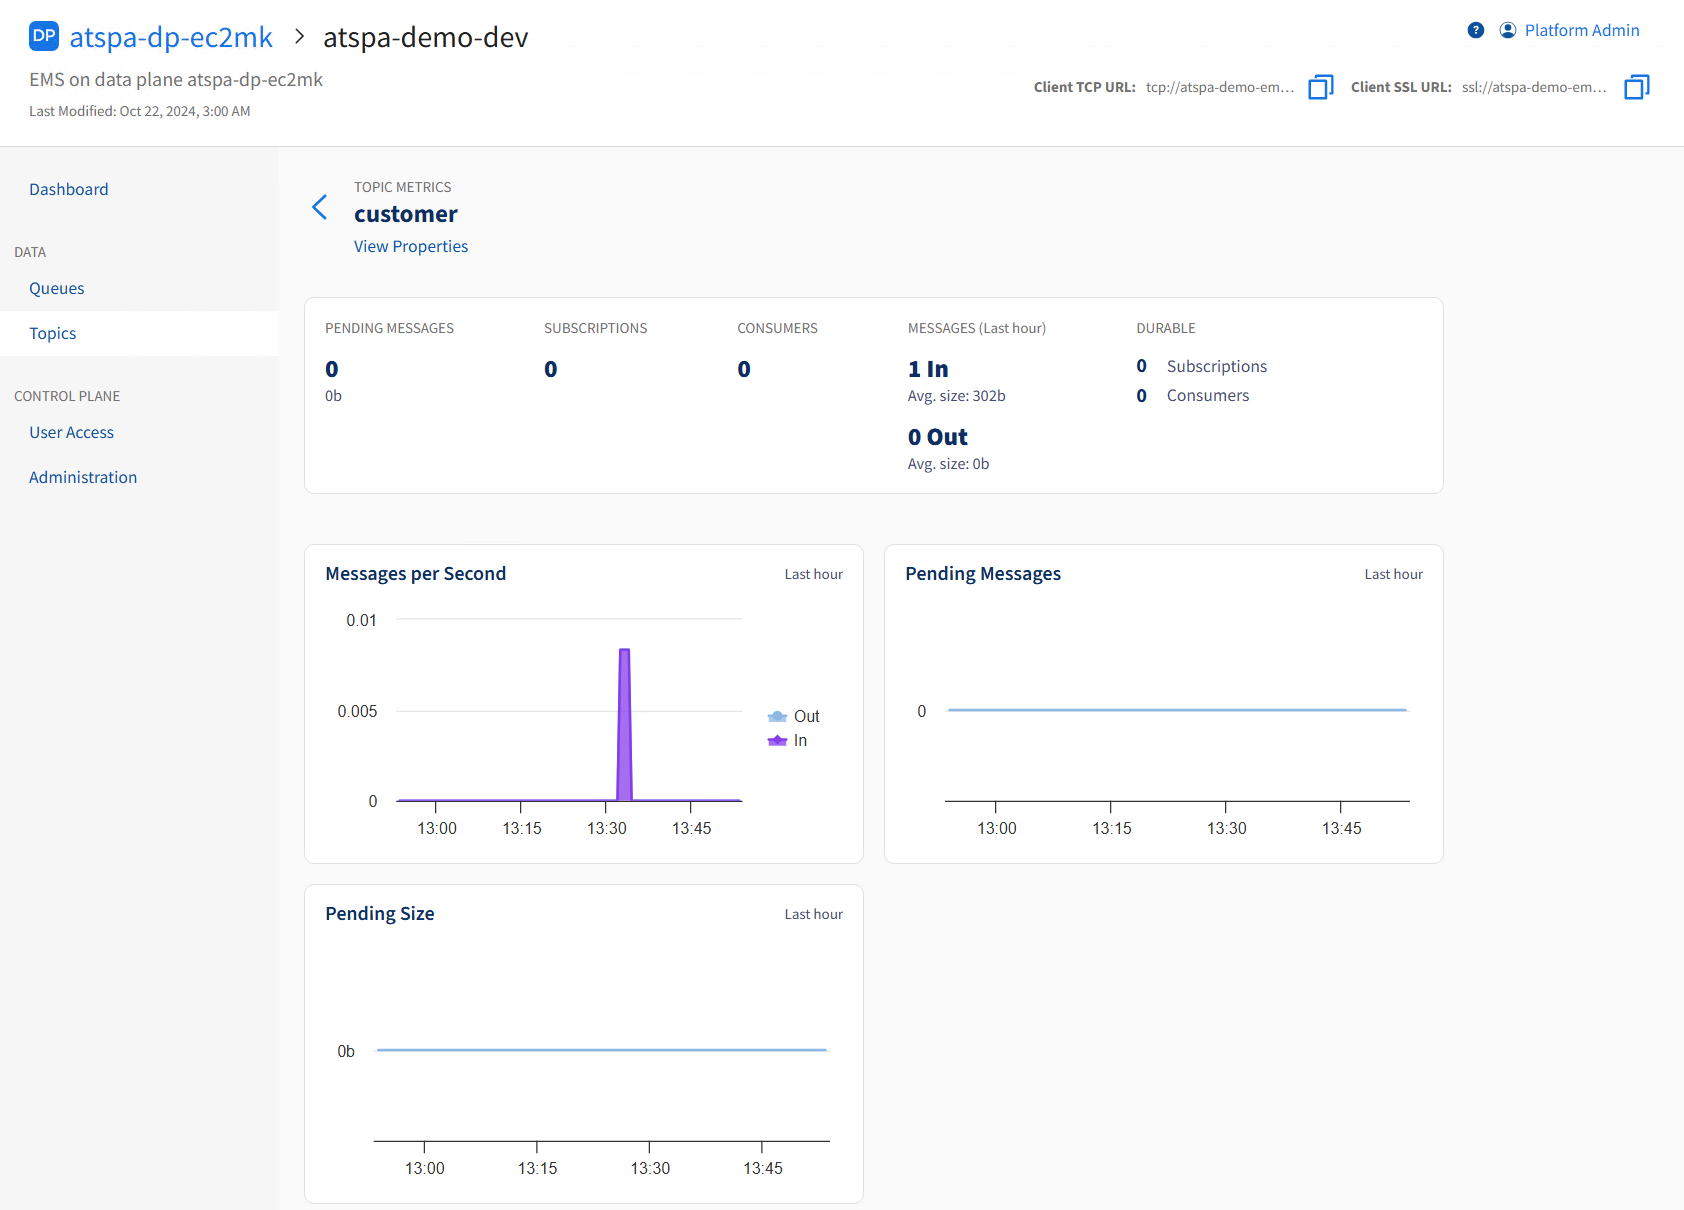 DP atspa-dp-ec2mk > atspa-demo-dev
? Platform Admin
EMS on data plane atspa-dp-ec2mk
Last Modified: Oct 22, 2024, 3:00 AM
Client TCP URL: tcp://atspa-demo-em... Client SSL URL: ssl://atspa-demo-em...
Dashboard
DATA
Queues
Topics
CONTROL PLANE
User Access
Administration
TOPIC METRICS
customer
View Properties
PENDING MESSAGES
0
0b
SUBSCRIPTIONS
0
CONSUMERS
0
MESSAGES (Last hour)
1 In
Avg. size: 302b
0 Out
Avg. size: 0b
DURABLE
0 Subscriptions
0 Consumers
Messages per Second Last hour
0.01
0.005
0
13:00 13:15 13:30 13:45
Out
In
Pending Messages Last hour
0
13:00 13:15 13:30 13:45
Pending Size Last hour
0b
13:00 13:15 13:30 13:45